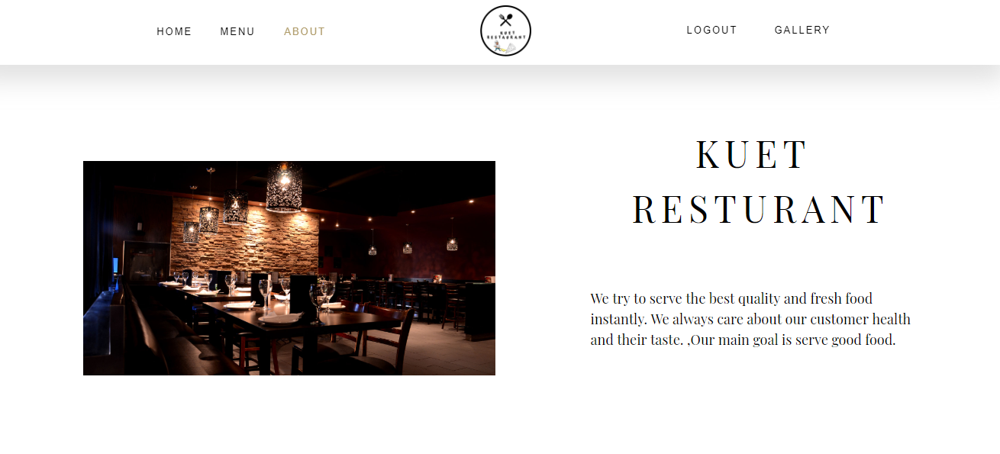 HOME MENU ABOUT
KUET
RESTAURANT
LOGOUT GALLERY
KUET
RESTURANT
We try to serve the best quality and fresh food
instantly. We always care about our customer health
and their taste. ,Our main goal is serve good food.